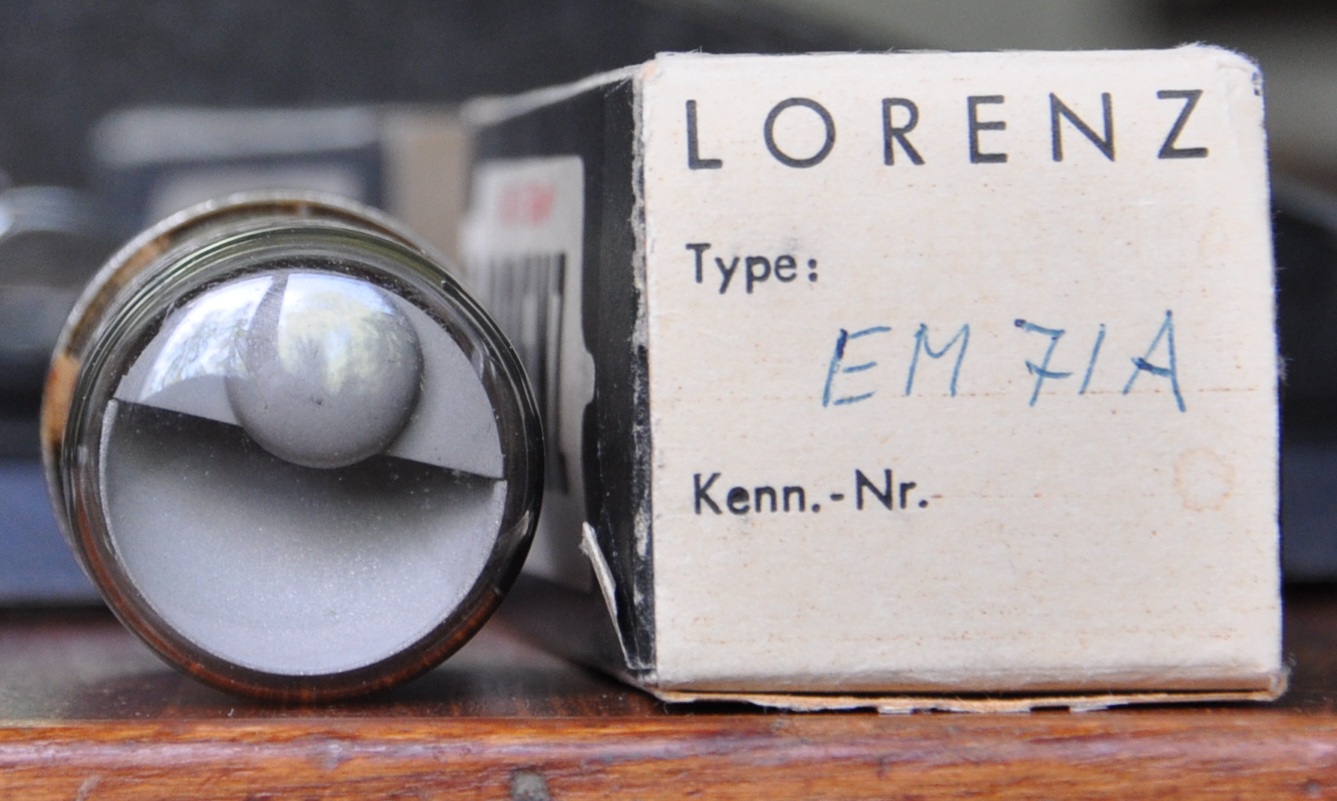 LORENZ
Type:
EM 71A
Kenn.-Nr.